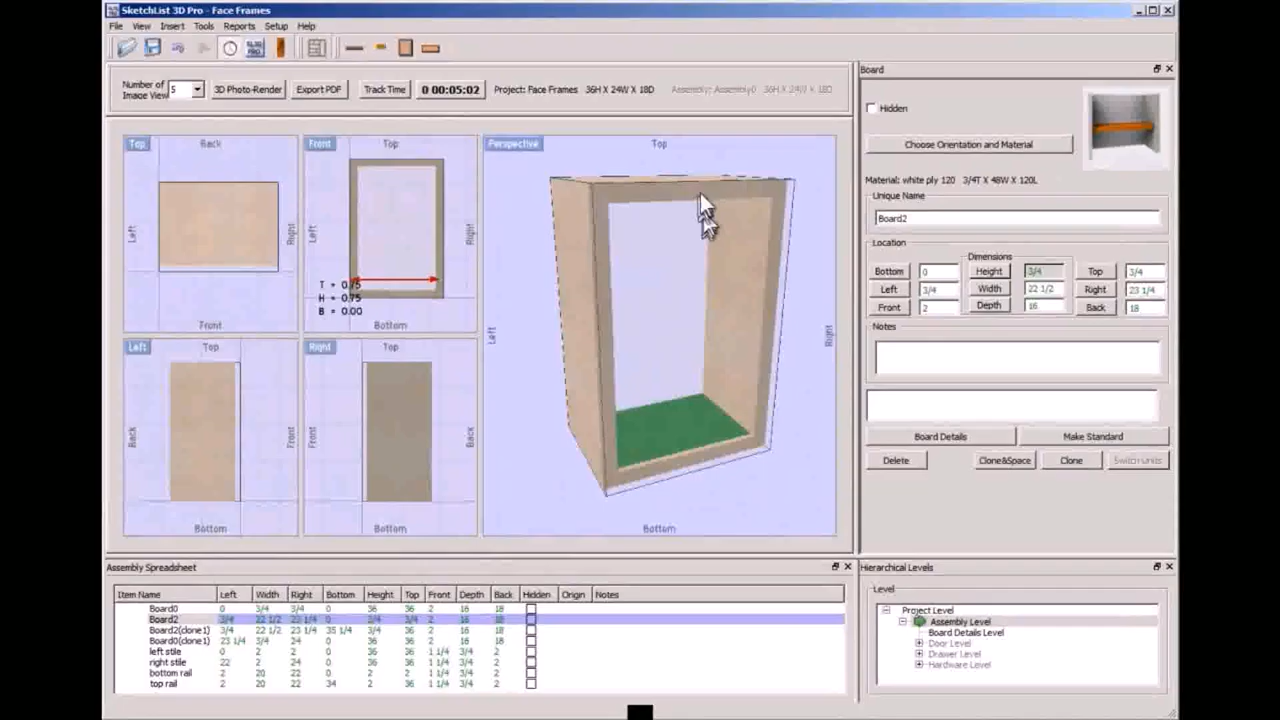 SketchList 3D Pro - Face Frames
File View Insert Tools Reports Setup Help
Number of Image View 5 3D Photo-Render Export PDF Track Time 0 00:05:02 Project: Face Frames 36H X 24W X 18D Assembly: Assembly0 36H X 24W X 18D
Top Back Left Right Front
Front Top Left Right Bottom
T = 0.75
H = 0.75
B = 0.00
Perspective Top Left Right Bottom
Left Top Back Front Bottom
Right Top Front Back Bottom
Board
Hidden
Choose Orientation and Material
Material: white ply 120 3/4T X 48W X 120L
Unique Name
Board2
Location
Dimensions
Bottom 0 Height 3/4 Top 3/4
Left 3/4 Width 22 1/2 Right 23 1/4
Front 2 Depth 16 Back 18
Notes
Board Details Make Standard
Delete Clone&Space Clone Switch Units
Assembly Spreadsheet
Item Name Left Width Right Bottom Height Top Front Depth Back Hidden Origin Notes
Board0 0 3/4 3/4 0 36 36 2 16 18
Board2 3/4 22 1/2 23 1/4 0 3/4 3/4 2 16 18
Board2(clone1) 3/4 22 1/2 23 1/4 35 1/4 3/4 36 2 16 18
Board0(clone1) 23 1/4 3/4 24 0 36 36 2 16 18
left stile 0 2 2 0 36 36 1 1/4 3/4 2
right stile 22 2 24 0 36 36 1 1/4 3/4 2
bottom rail 2 20 22 0 2 2 1 1/4 3/4 2
top rail 2 20 22 34 2 36 1 1/4 3/4 2
Hierarchical Levels
Level
Project Level
Assembly Level
Board Details Level
Door Level
Drawer Level
Hardware Level